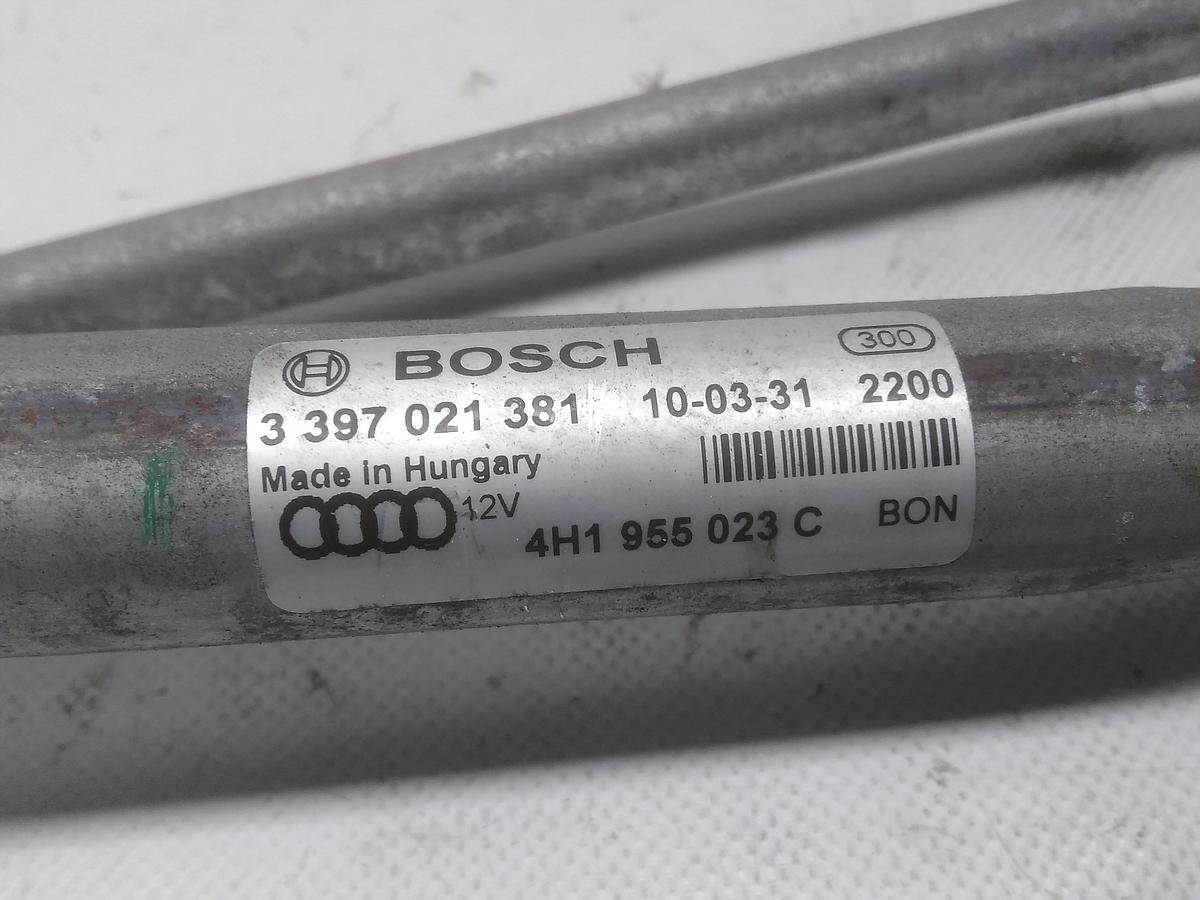 BOSCH 300
3 397 021 381 10-03-31 2200
Made in Hungary
12V
4H1 955 023 C BON